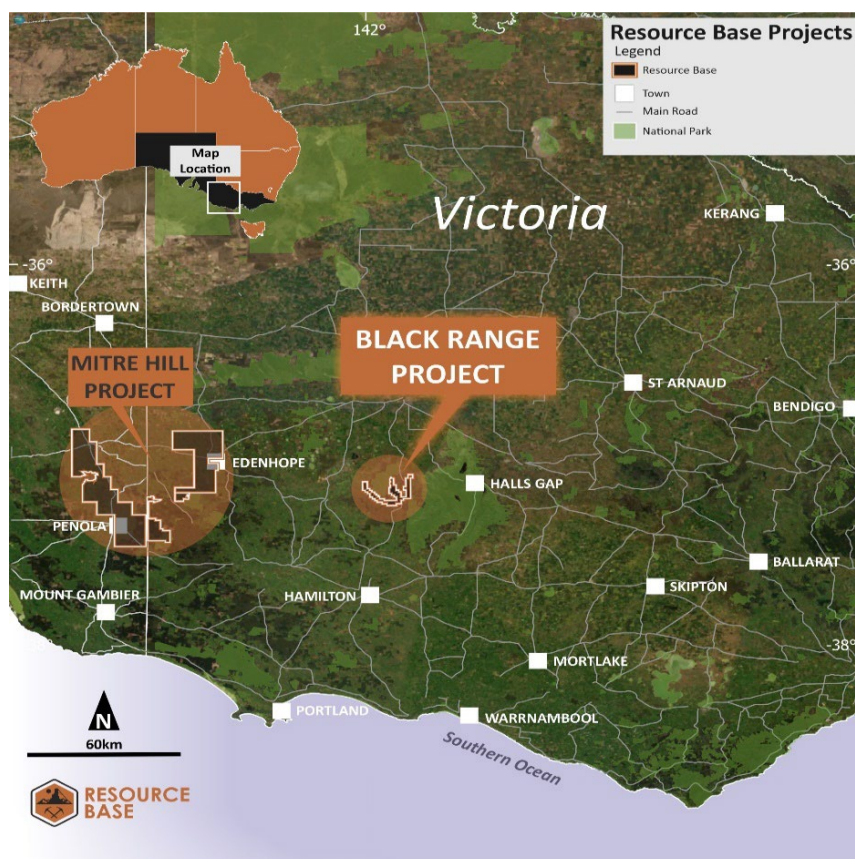 142°
Resource Base Projects
Legend
Resource Base
Town
Main Road
National Park
Map
Location
Victoria
KERANG
-36°
-36°
KEITH
BORDERTOWN
BLACK RANGE
PROJECT
MITRE HILL
PROJECT
ST ARNAUD
BENDIGO
EDENHOPE
HALLS GAP
PENOLA
BALLARAT
MOUNT GAMBIER
HAMILTON
SKIPTON
-38°
MORTLAKE
N
PORTLAND
WARRNAMBOOL
60km
Southern Ocean
RESOURCE
BASE